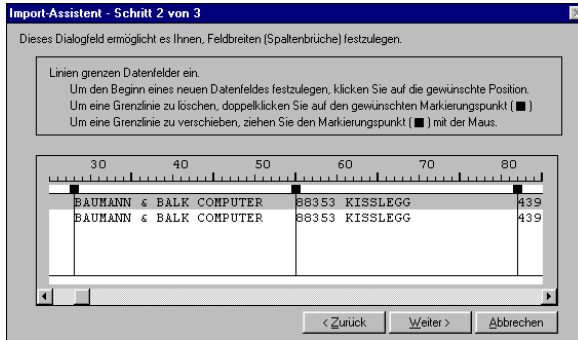 Import-Assistent - Schritt 2 von 3
Dieses Dialogfeld ermöglicht es Ihnen, Feldbreiten (Spaltenbrüche) festzulegen.
Linien grenzen Datenfelder ein.
Um den Beginn eines neuen Datenfeldes festzulegen, klicken Sie auf die gewünschte Position.
Um eine Grenzlinie zu löschen, doppelklicken Sie auf den gewünschten Markierungspunkt (■)
Um eine Grenzlinie zu verschieben, ziehen Sie den Markierungspunkt (■) mit der Maus.
30 40 50 60 70 80
BAUMANN & BALK COMPUTER 88353 KISSLEGG 439
BAUMANN & BALK COMPUTER 88353 KISSLEGG 439
< Zurück Weiter > Abbrechen